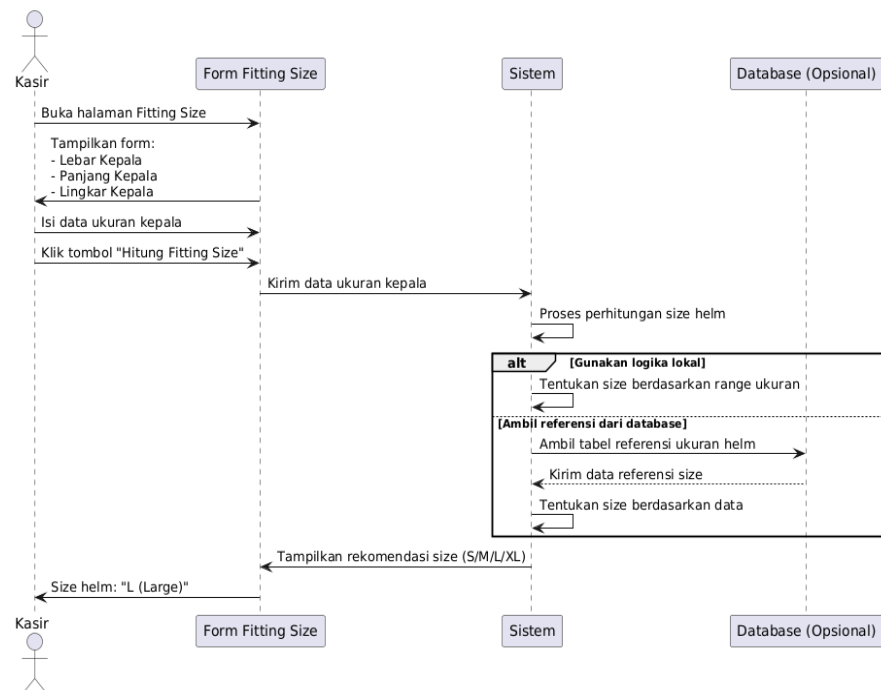 Kasir
Form Fitting Size
Sistem
Database (Opsional)
Buka halaman Fitting Size
Tampilkan form:
- Lebar Kepala
- Panjang Kepala
- Lingkar Kepala
Isi data ukuran kepala
Klik tombol "Hitung Fitting Size"
Kirim data ukuran kepala
Proses perhitungan size helm
alt [Gunakan logika lokal]
Tentukan size berdasarkan range ukuran
[Ambil referensi dari database]
Ambil tabel referensi ukuran helm
Kirim data referensi size
Tentukan size berdasarkan data
Tampilkan rekomendasi size (S/M/L/XL)
Size helm: "L (Large)"
Kasir
Form Fitting Size
Sistem
Database (Opsional)